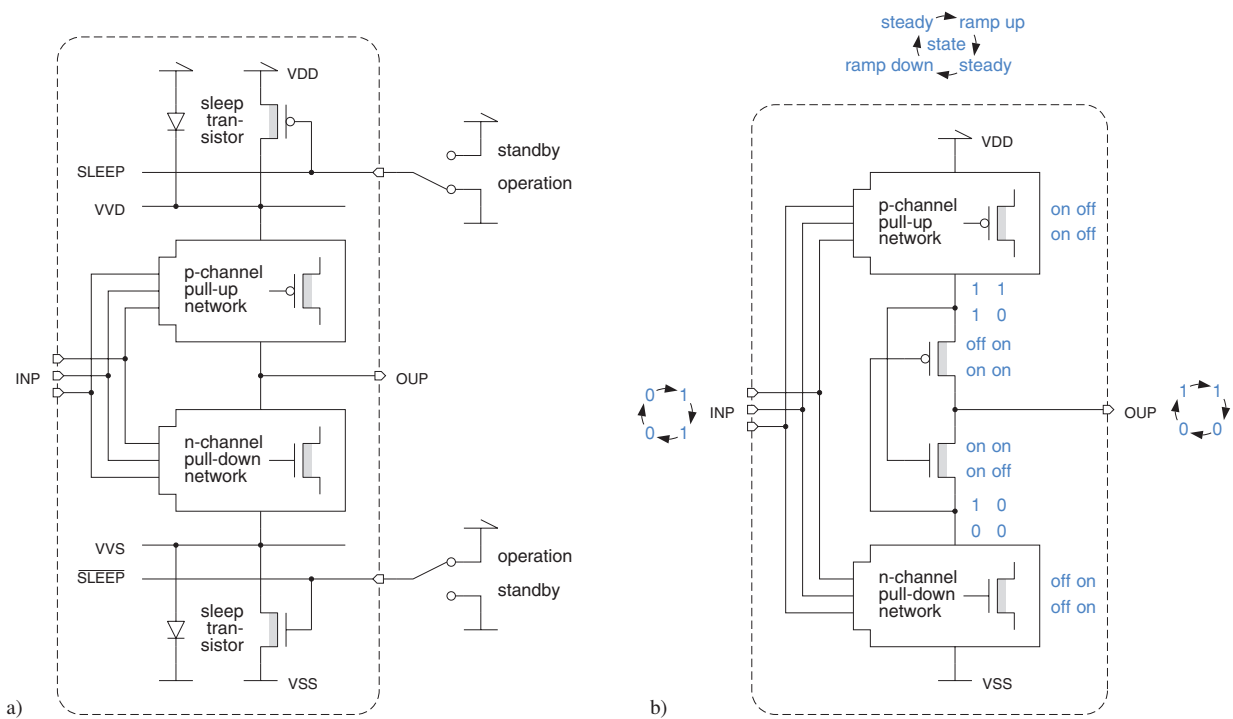 VDD
sleep
tran-
sistor
SLEEP
standby
operation
VVD
p-channel
pull-up
network
INP
OUP
n-channel
pull-down
network
VVS
SLEEP
operation
standby
sleep
tran-
sistor
VSS
a)
steady ramp up
state
ramp down steady
VDD
p-channel
pull-up
network
on off
on off
1 1
1 0
off on
on on
0 1
0 1
INP
OUP
1 1
0 0
on on
on off
1 0
0 0
n-channel
pull-down
network
off on
off on
VSS
b)